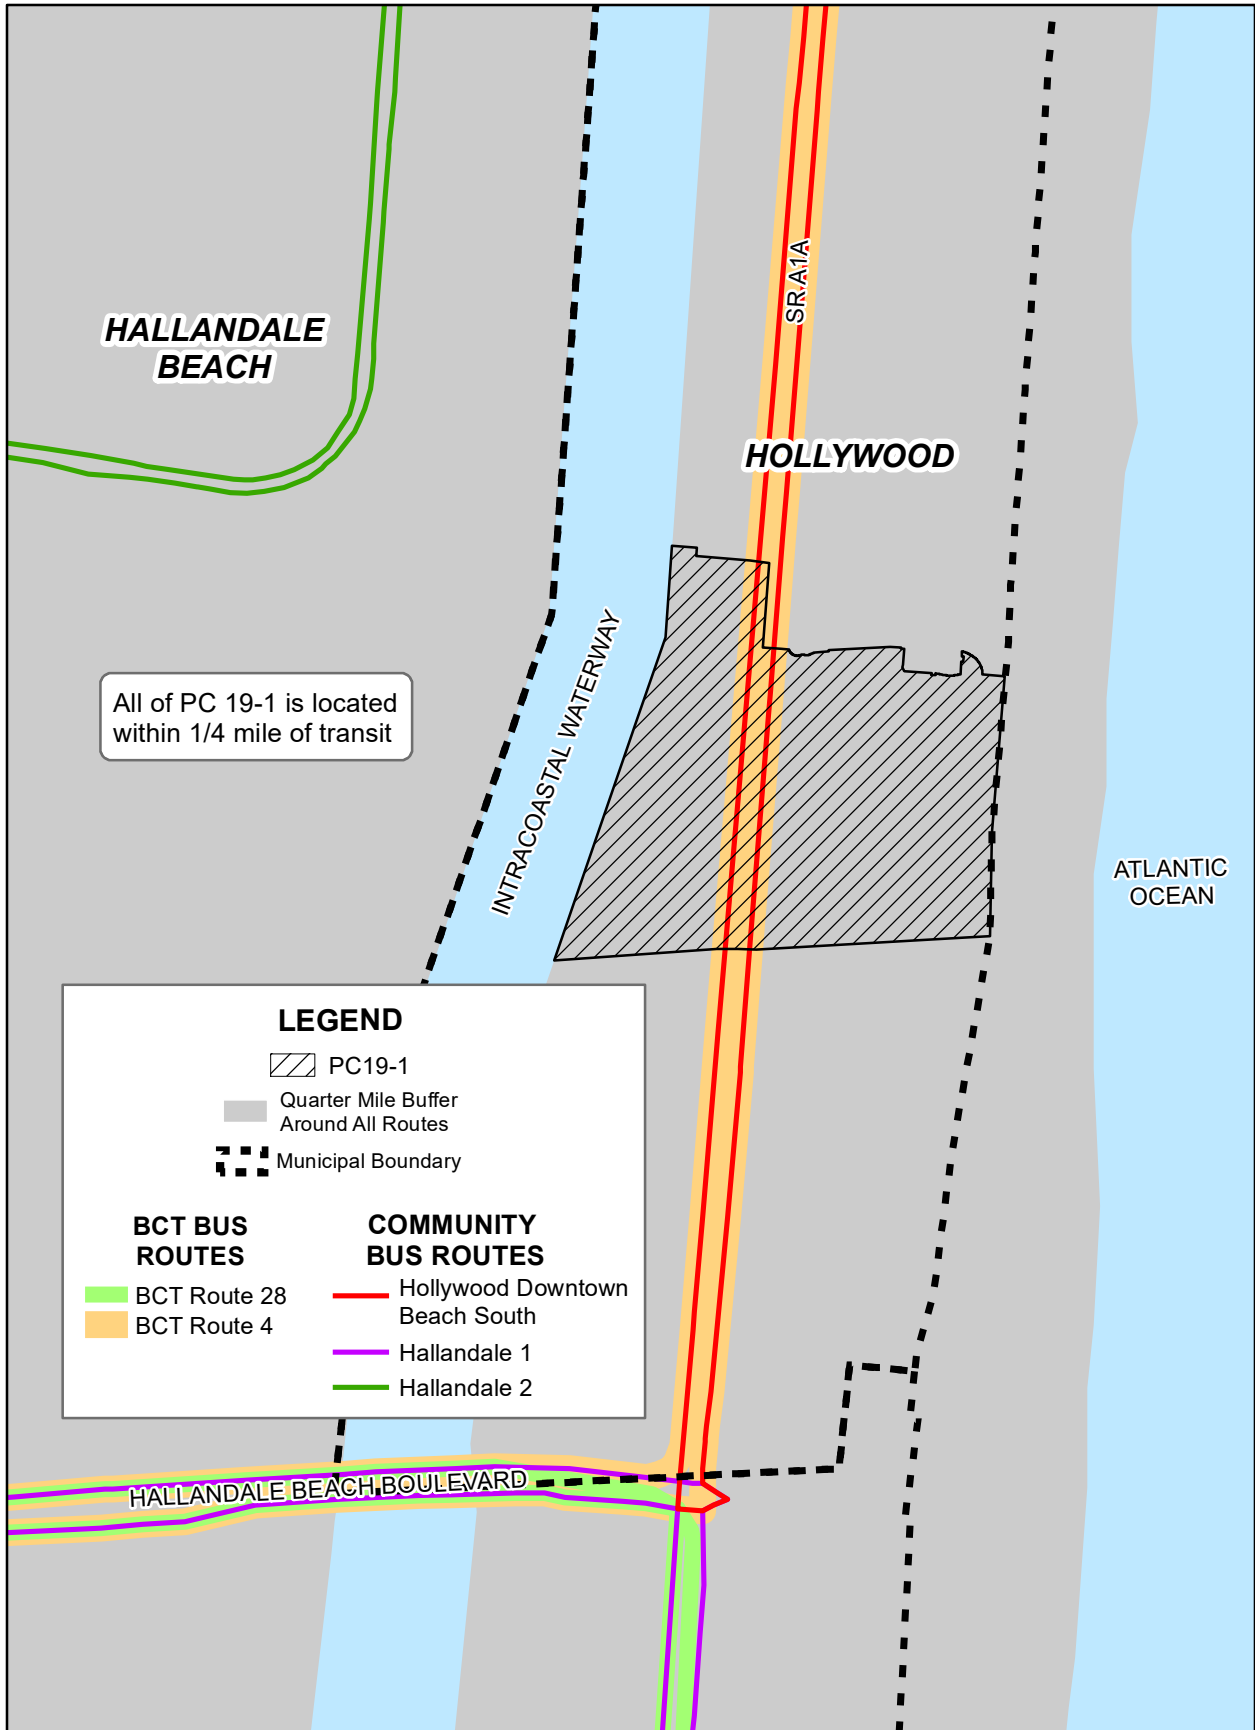 SR A1A
HALLANDALE
BEACH
HOLLYWOOD
INTRACOASTAL WATERWAY
All of PC 19-1 is located
within 1/4 mile of transit
ATLANTIC
OCEAN
LEGEND
PC19-1
Quarter Mile Buffer
Around All Routes
Municipal Boundary
BCT BUS
ROUTES
BCT Route 28
BCT Route 4
COMMUNITY
BUS ROUTES
Hollywood Downtown
Beach South
Hallandale 1
Hallandale 2
HALLANDALE BEACH BOULEVARD